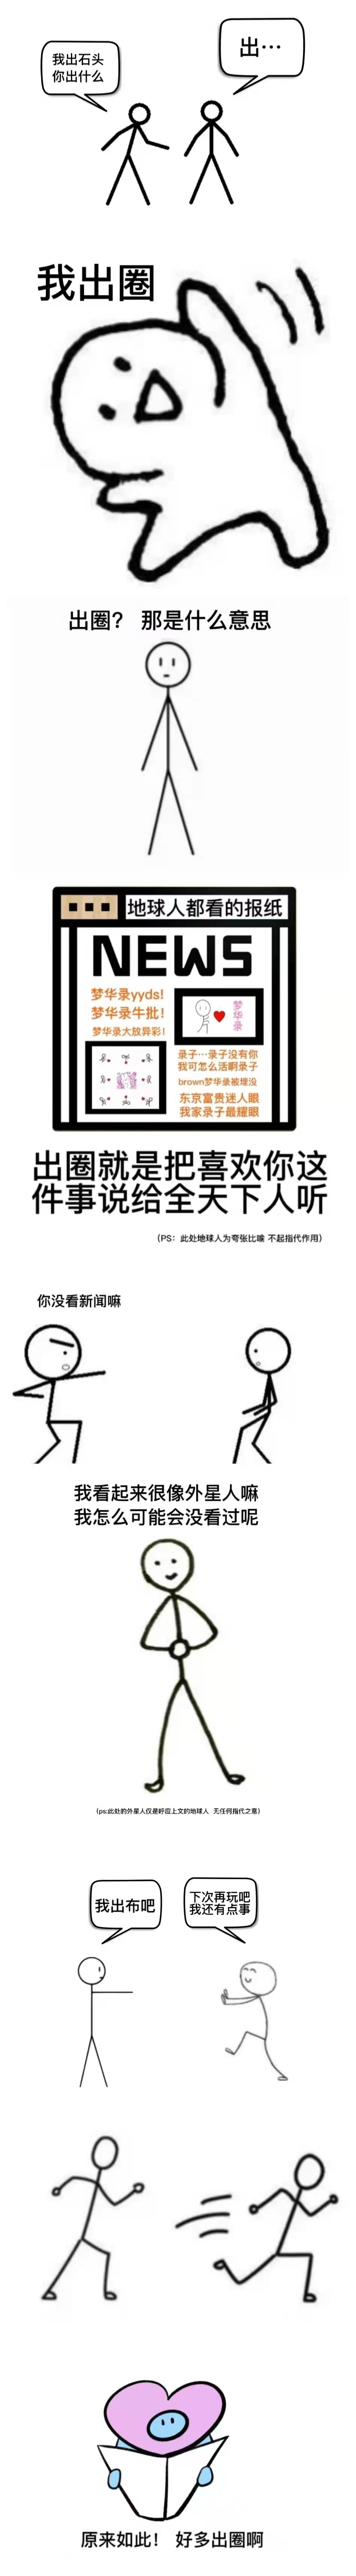 我出石头
你出什么
出…
我出圈
出圈？ 那是什么意思
地球人都看的报纸
NEWS
梦华录yyds!
梦华录牛批!
梦华录大放异彩!
梦华录
录子…录子没有你
我可怎么活啊录子
brown梦华录被埋没
东京富贵迷人眼
我家录子最耀眼
出圈就是把喜欢你这
件事说给全天下人听
（PS：此处地球人为夸张比喻 不起指代作用）
你没看新闻嘛
我看起来很像外星人嘛
我怎么可能会没看过呢
（ps:此处的外星人仅是呼应上文的地球人 无任何指代之意）
我出布吧
下次再玩吧
我还有点事
原来如此！ 好多出圈啊